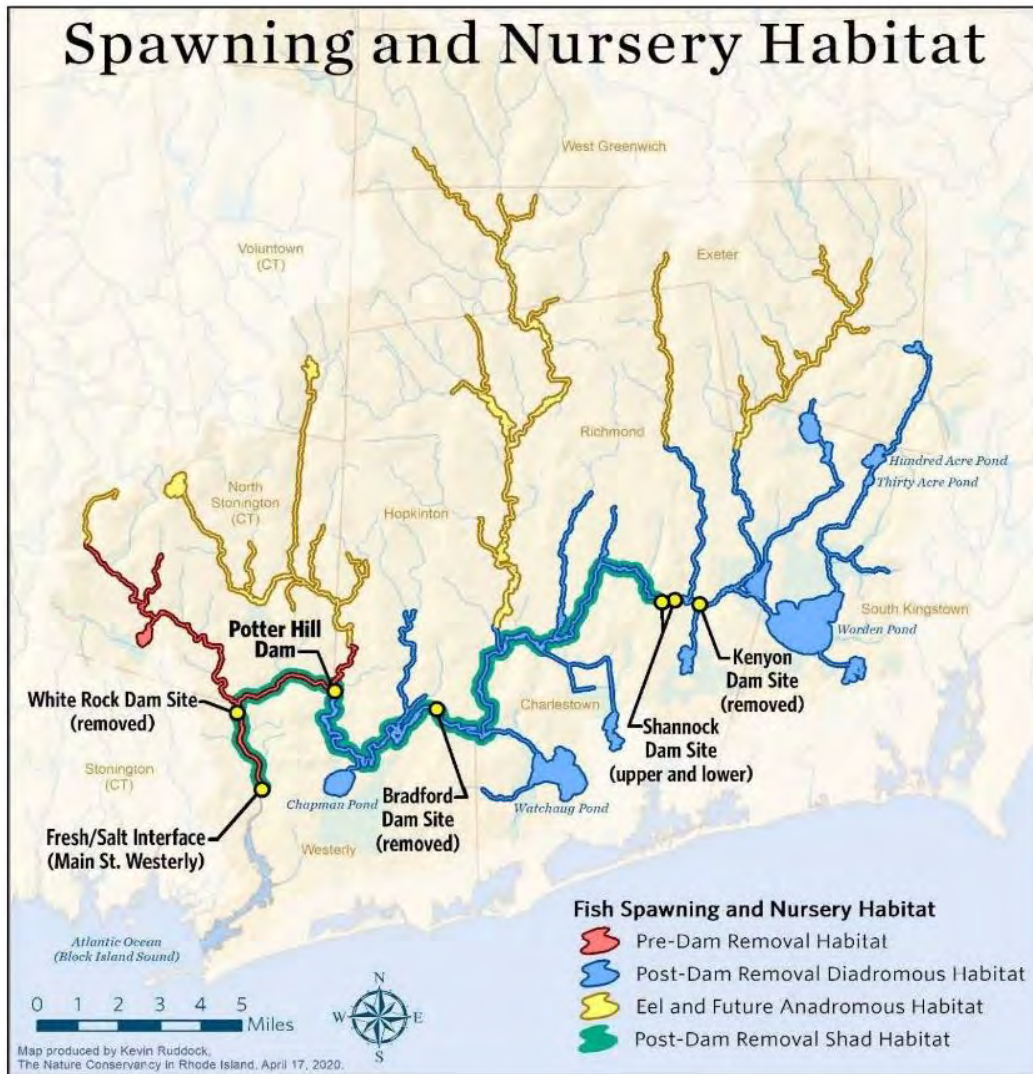 Spawning and Nursery Habitat
West Greenwich
Voluntown
(CT)
Exeter
Richmond
Hundred Acre Pond
Thirty Acre Pond
North
Stonington
(CT)
Hopkinton
South Kingstown
Worden Pond
Potter Hill
Dam
Kenyon
Dam Site
(removed)
White Rock Dam Site
(removed)
Charlestown
Shannock
Dam Site
(upper and lower)
Stonington
(CT)
Chapman Pond
Bradford
Dam Site
(removed)
Watchaug Pond
Fresh/Salt Interface
(Main St. Westerly)
Westerly
Atlantic Ocean
(Block Island Sound)
Fish Spawning and Nursery Habitat
Pre-Dam Removal Habitat
Post-Dam Removal Diadromous Habitat
Eel and Future Anadromous Habitat
Post-Dam Removal Shad Habitat
0 1 2 3 4 5
Miles
N
W E
S
Map produced by Kevin Ruddock,
The Nature Conservancy in Rhode Island, April 17, 2020.